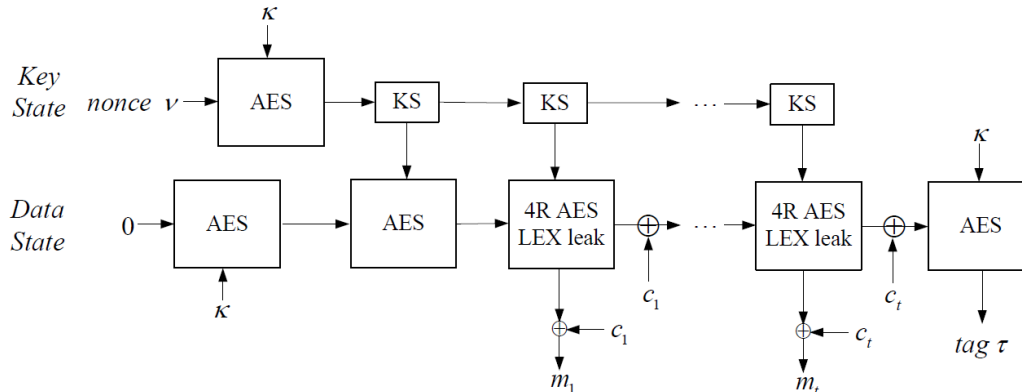 κ
Key State
nonce ν
AES
KS
KS
...
KS
κ
Data State
0
AES
AES
4R AES LEX leak
...
4R AES LEX leak
AES
κ
c₁
c₁
m₁
cₜ
cₜ
mₜ
tag τ